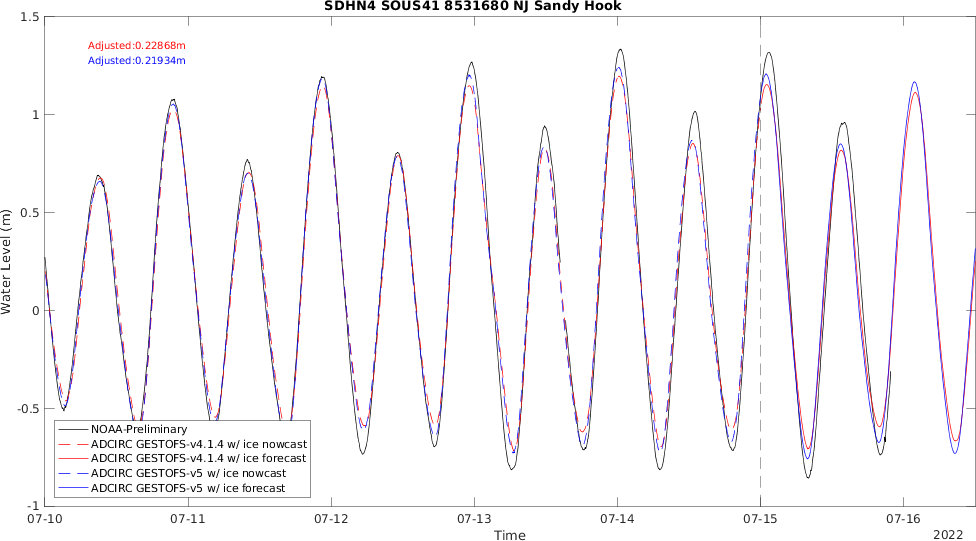 SDHN4 SOUS41 8531680 NJ Sandy Hook
1.5
Adjusted:0.22868m
Adjusted:0.21934m
1
0.5
Water Level (m)
0
-0.5
NOAA-Preliminary
ADCIRC GESTOFS-v4.1.4 w/ ice nowcast
ADCIRC GESTOFS-v4.1.4 w/ ice forecast
ADCIRC GESTOFS-v5 w/ ice nowcast
ADCIRC GESTOFS-v5 w/ ice forecast
-1
07-10 07-11 07-12 07-13 07-14 07-15 07-16
Time
2022